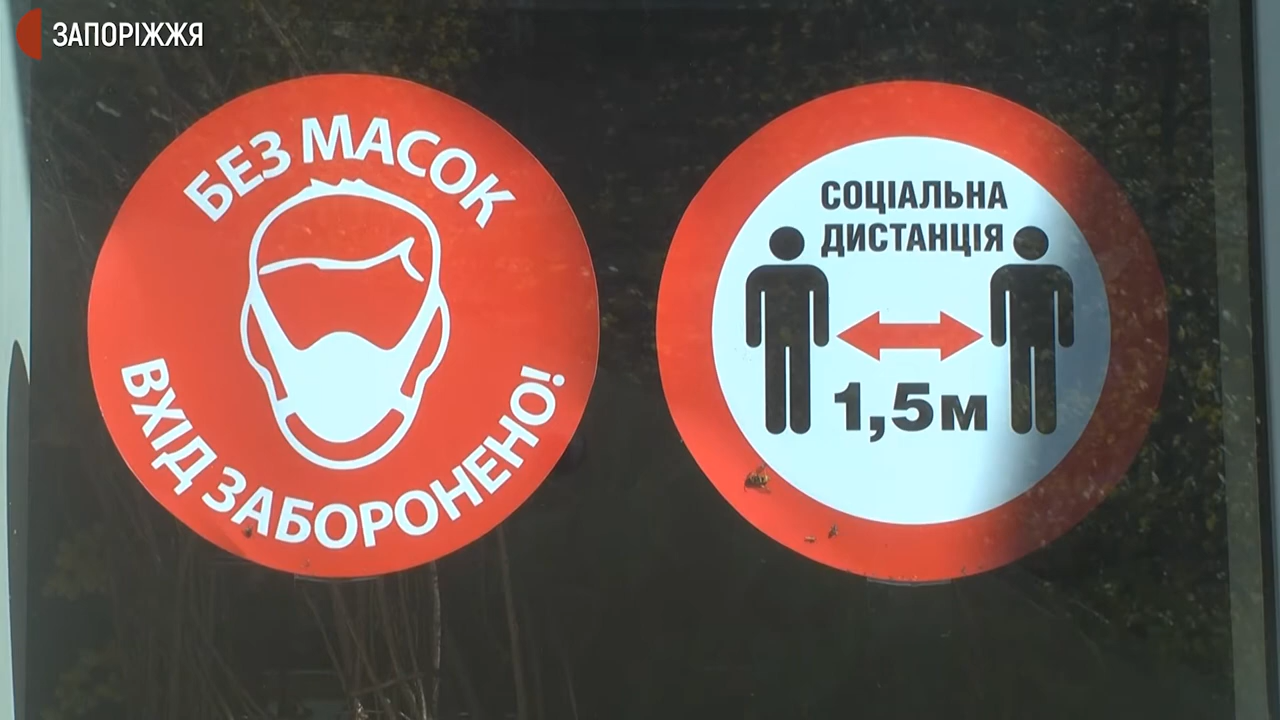 ЗАПОРІЖЖЯ
БЕЗ МАСОК
ВХІД ЗАБОРОНЕНО!
СОЦІАЛЬНА
ДИСТАНЦІЯ
1,5м